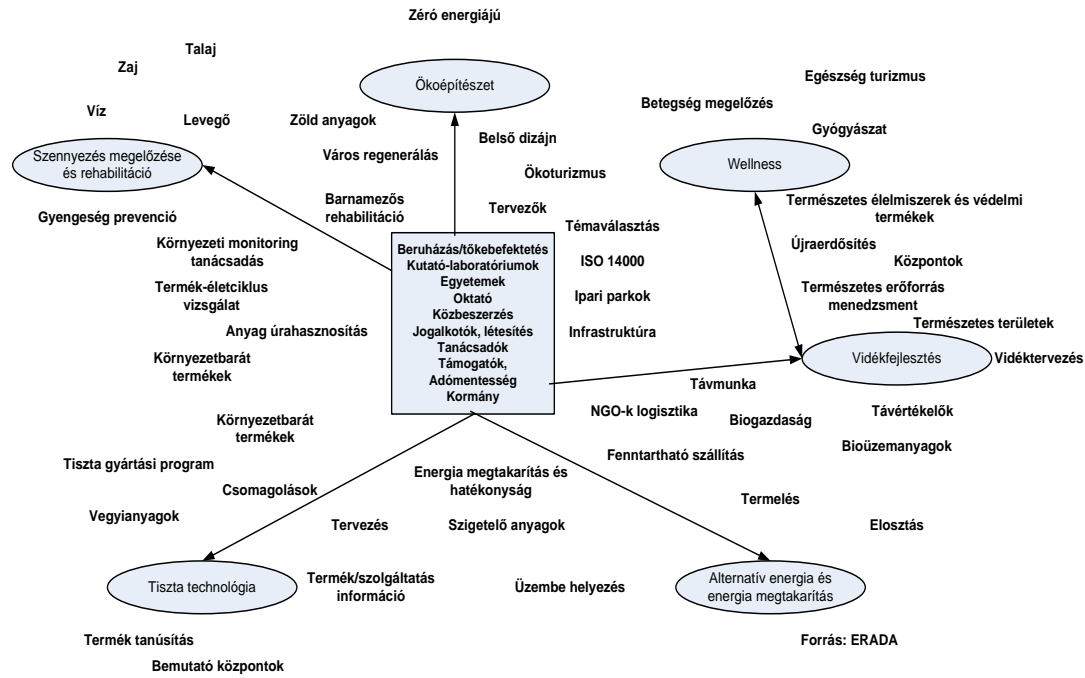 Zéró energiájú
Talaj
Zaj
Ökoépítészet
Egészség turizmus
Betegség megelőzés
Víz
Levegő
Zöld anyagok
Gyógyászat
Belső dizájn
Szennyezés megelőzése
és rehabilitáció
Város regenerálás
Wellness
Ökoturizmus
Barnamezős
rehabilitáció
Természetes élelmiszerek és védelmi
termékek
Gyengeség prevenció
Tervezők
Témaválasztás
Környezeti monitoring
tanácsadás
Újraerdősítés
Központok
ISO 14000
Beruházás/tőkebefektetés
Kutató-laboratóriumok
Egyetemek
Oktató
Közbeszerzés
Jogalkotók, létesítés
Tanácsadók
Támogatók,
Adómentesség
Kormány
Termék-életciklus
vizsgálat
Természetes erőforrás
menedzsment
Ipari parkok
Anyag úrahasznosítás
Infrastruktúra
Természetes területek
Környezetbarát
termékek
Vidékfejlesztés
Vidéktervezés
Távmunka
NGO-k logisztika
Biogazdaság
Távértékelők
Környezetbarát
termékek
Bioüzemanyagok
Fenntartható szállítás
Tiszta gyártási program
Energia megtakarítás és
hatékonyság
Csomagolások
Termelés
Vegyianyagok
Tervezés
Szigetelő anyagok
Elosztás
Tiszta technológia
Termék/szolgáltatás
információ
Üzembe helyezés
Alternatív energia és
energia megtakarítás
Termék tanúsítás
Forrás: ERADA
Bemutató központok